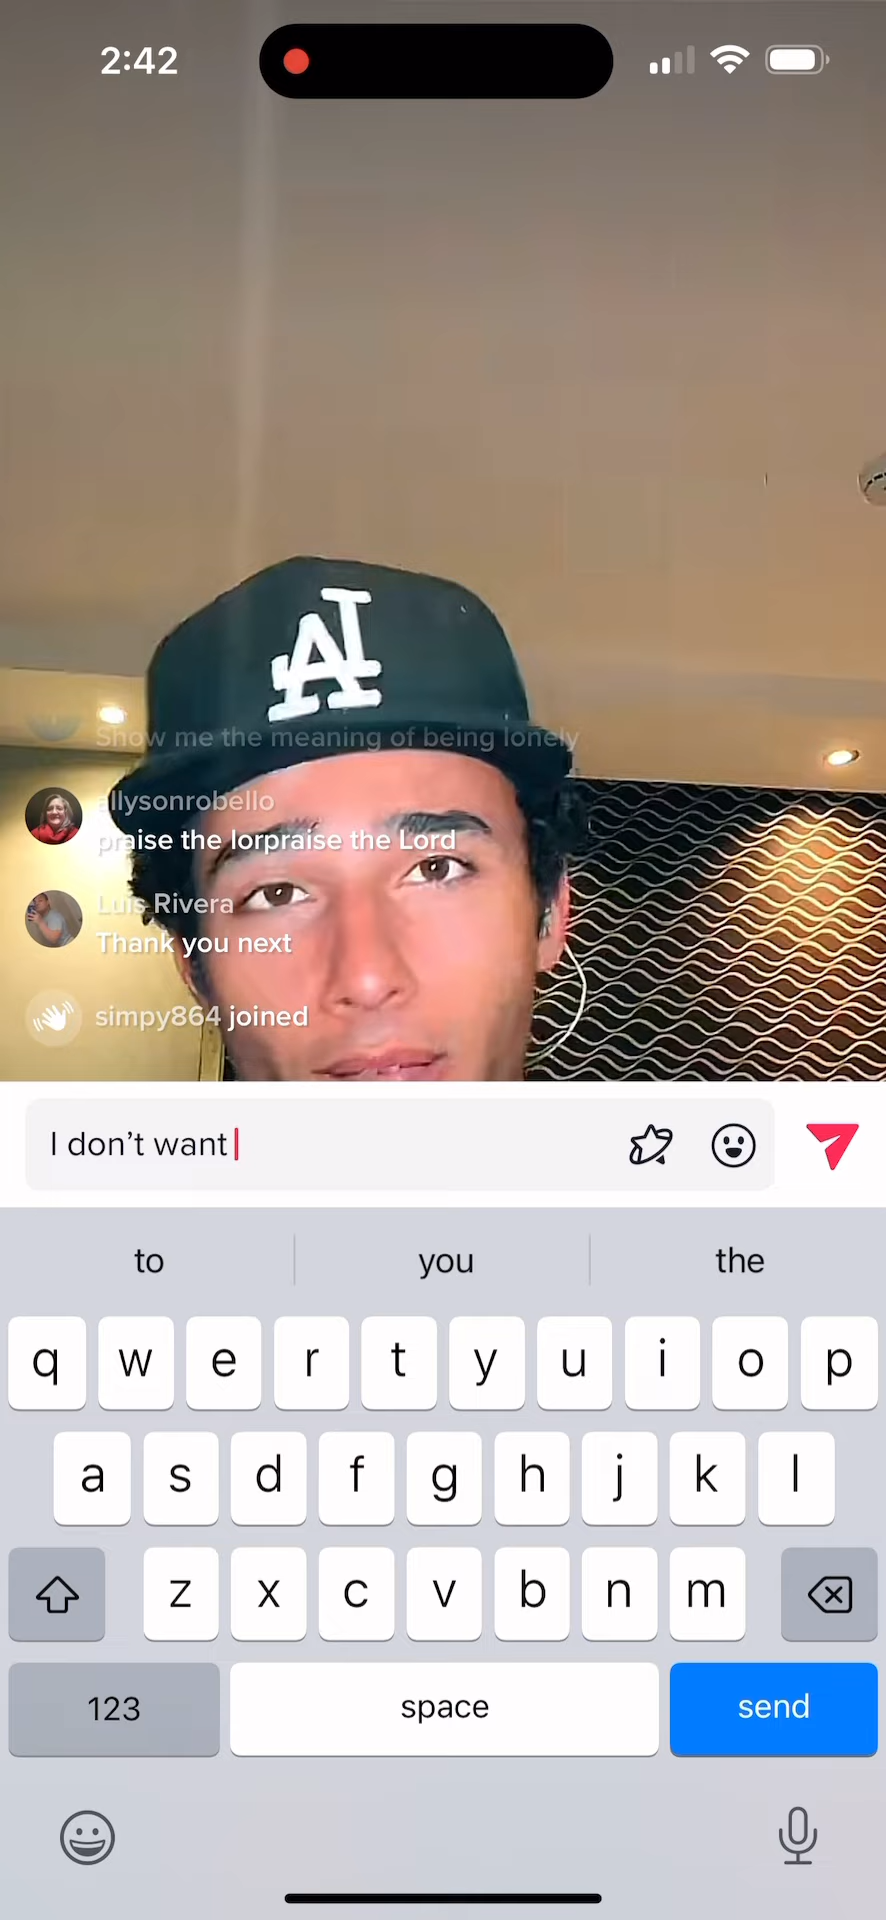 2:42
AI
Show me the meaning of being lonely
allysonrobello
praise the lorpraise the Lord
Luis Rivera
Thank you next
simpy864 joined
I don’t want
to you the
q w e r t y u i o p
a s d f g h j k l
z x c v b n m
123 space send